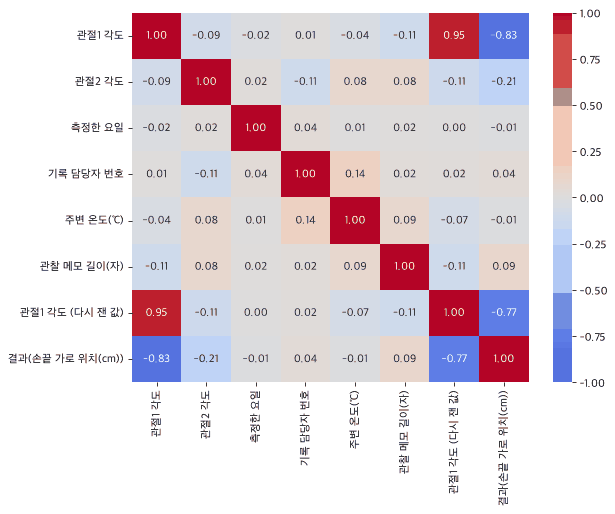 관절1 각도 1.00 −0.09 −0.02 0.01 −0.04 −0.11 0.95 −0.83
관절2 각도 −0.09 1.00 0.02 −0.11 0.08 0.08 −0.11 −0.21
측정한 요일 −0.02 0.02 1.00 0.04 0.01 0.02 0.00 −0.01
기록 담당자 번호 0.01 −0.11 0.04 1.00 0.14 0.02 0.02 0.04
주변 온도(℃) −0.04 0.08 0.01 0.14 1.00 0.09 −0.07 −0.01
관찰 메모 길이(자) −0.11 0.08 0.02 0.02 0.09 1.00 −0.11 0.09
관절1 각도 (다시 잰 값) 0.95 −0.11 0.00 0.02 −0.07 −0.11 1.00 −0.77
결과(손끝 가로 위치(cm)) −0.83 −0.21 −0.01 0.04 −0.01 0.09 −0.77 1.00
관절1 각도
관절2 각도
측정한 요일
기록 담당자 번호
주변 온도(℃)
관찰 메모 길이(자)
관절1 각도 (다시 잰 값)
결과(손끝 가로 위치(cm))
1.00
0.75
0.50
0.25
0.00
−0.25
−0.50
−0.75
−1.00